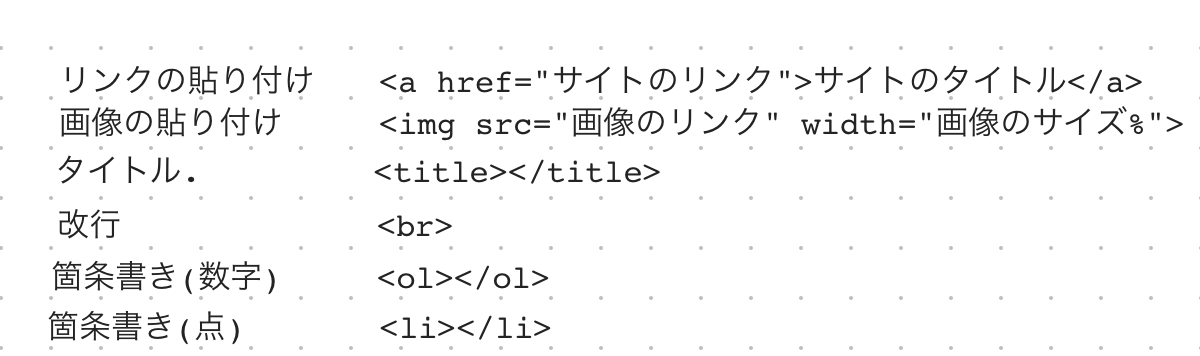 リンクの貼り付け <a href="サイトのリンク">サイトのタイトル</a>
画像の貼り付け <img src="画像のリンク" width="画像のサイズ%">
タイトル. <title></title>
改行 <br>
箇条書き(数字) <ol></ol>
箇条書き(点) <li></li>